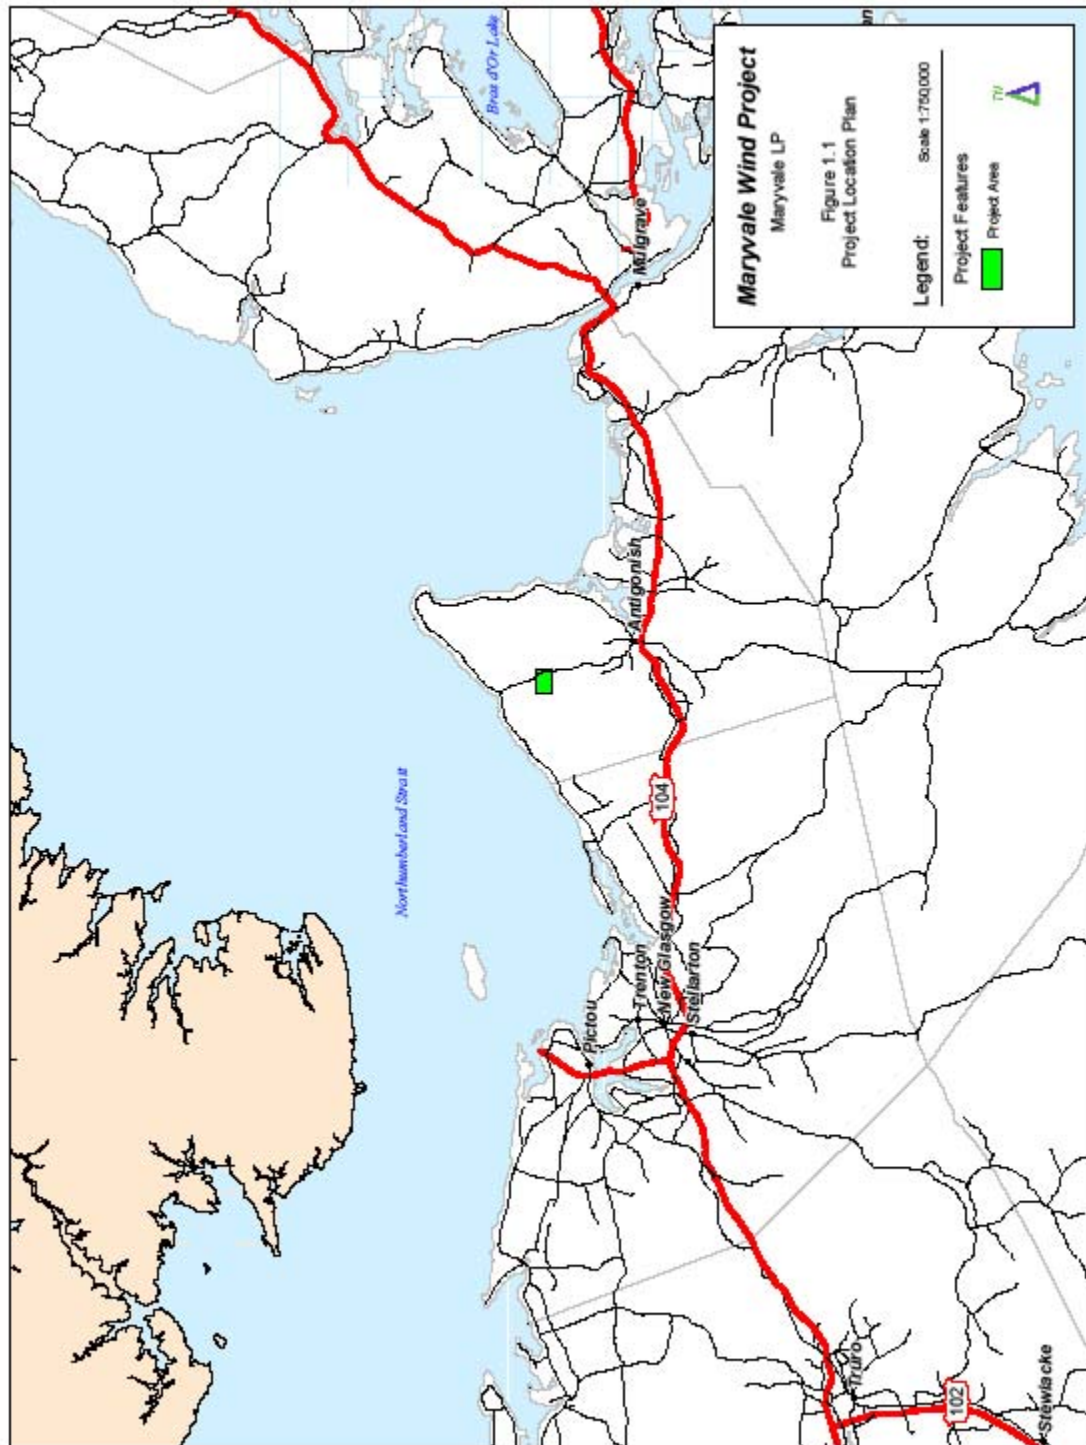 Bras d'Or Lake
Mulgrave
Northumberland Strait
Antigonish
104
Pictou
Trenton
New Glasgow
Stellarton
Truro
102
Stewiacke
Maryvale Wind Project
Maryvale LP
Figure 1.1
Project Location Plan
Legend:
Scale 1:750,000
Project Features
Project Area